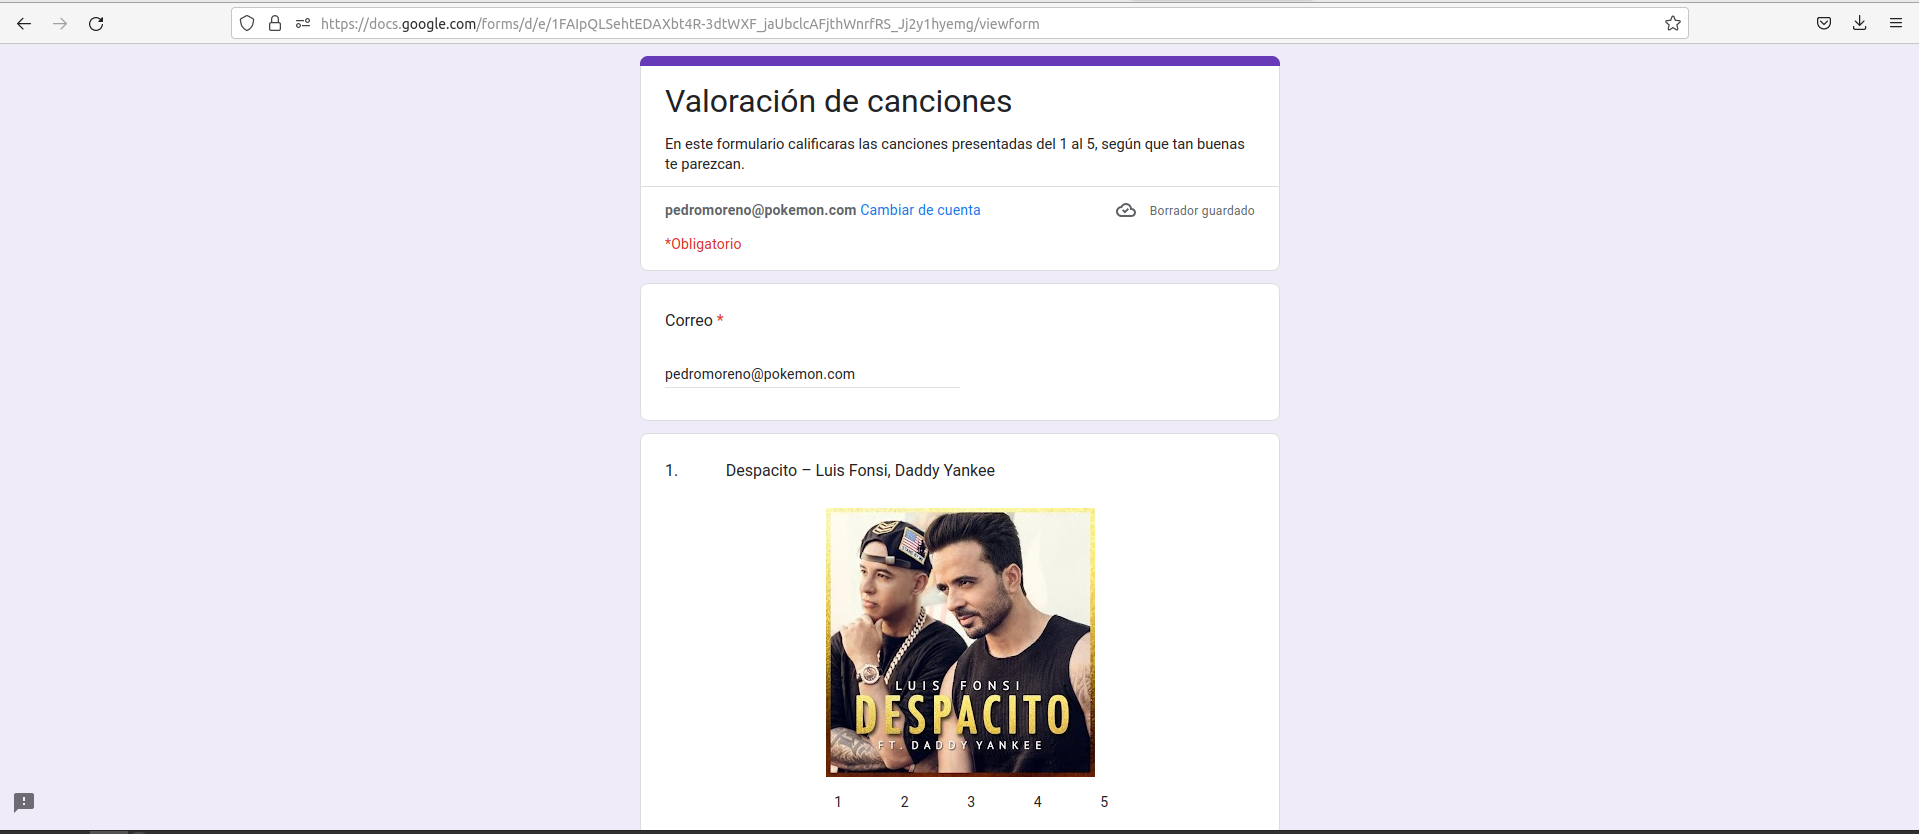 https://docs.google.com/forms/d/e/1FAIpQLSehtEDAXbt4R-3dtWXF_jaUbclcAFjthWnrfRS_Jj2y1hyemg/viewform
Valoración de canciones
En este formulario calificaras las canciones presentadas del 1 al 5, según que tan buenas
te parezcan.
pedromoreno@pokemon.com Cambiar de cuenta Borrador guardado
*Obligatorio
Correo *
pedromoreno@pokemon.com
1. Despacito – Luis Fonsi, Daddy Yankee
LUIS FONSI
DESPACITO
FT. DADDY YANKEE
1 2 3 4 5